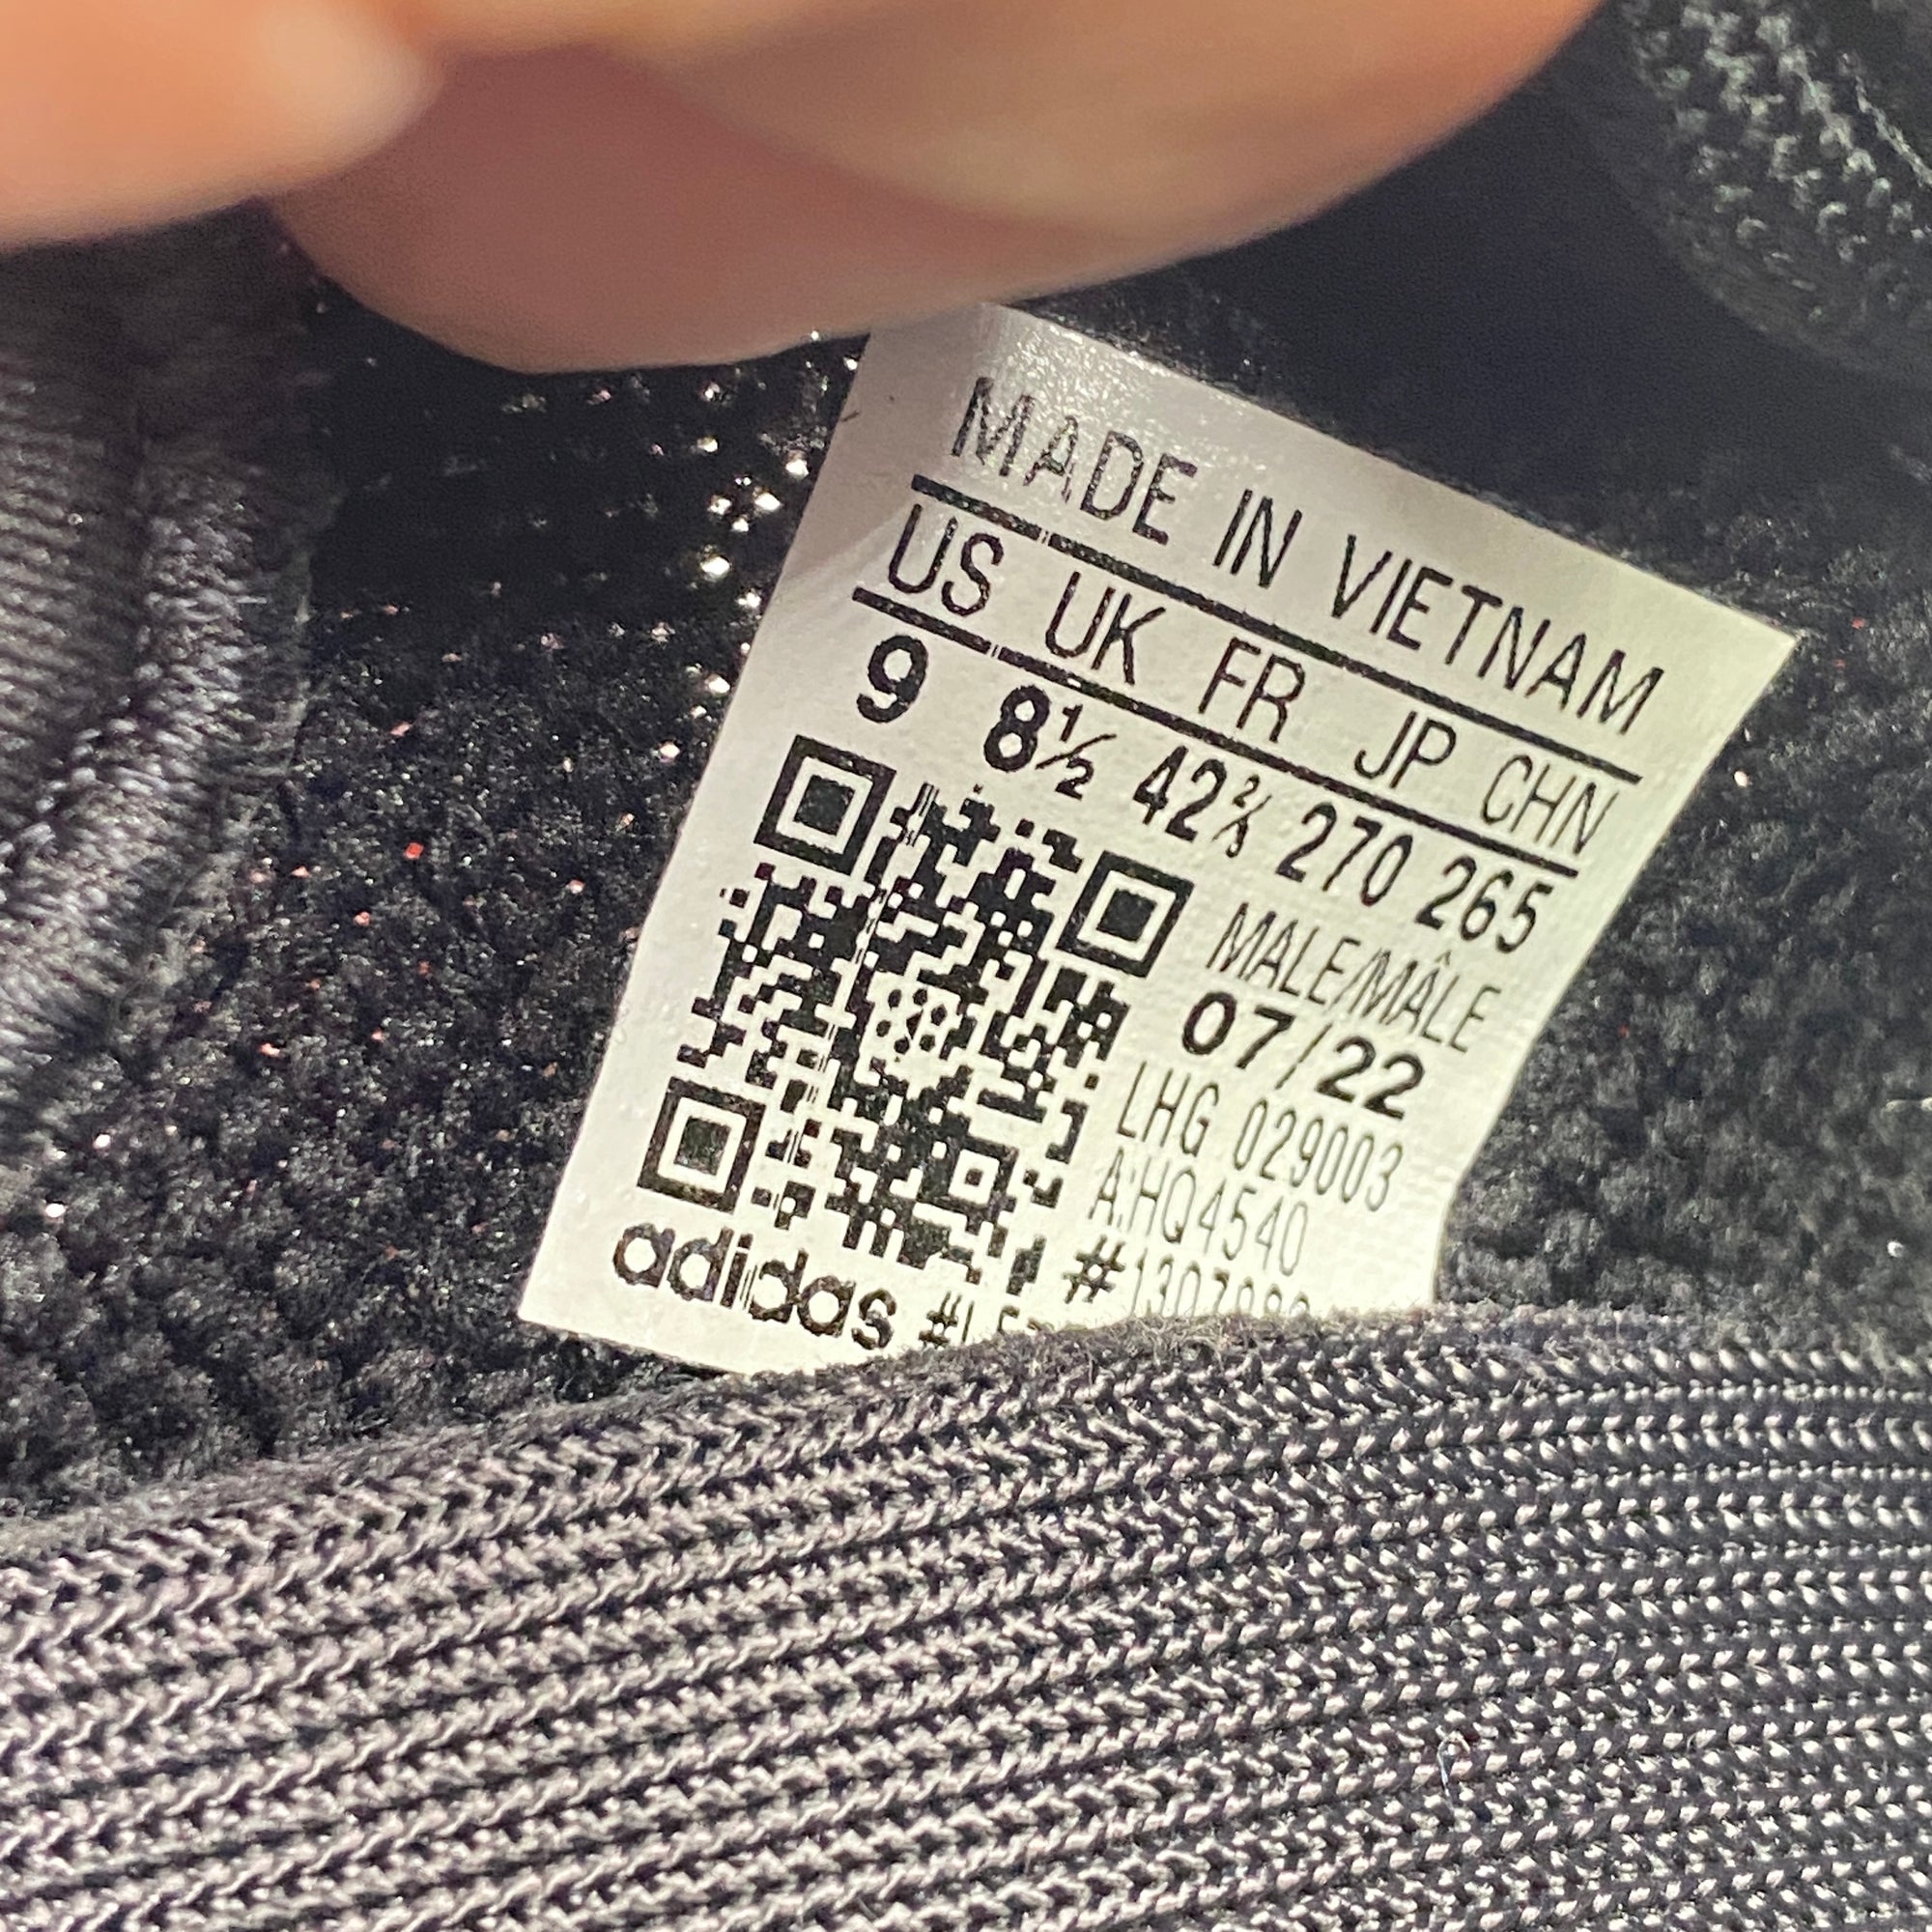 MADE IN VIETNAM
US UK FR JP CHN
9 8½ 42⅔ 270 265
MALE/MÂLE
07/22
LHG 029003
A:HQ4540
adidas